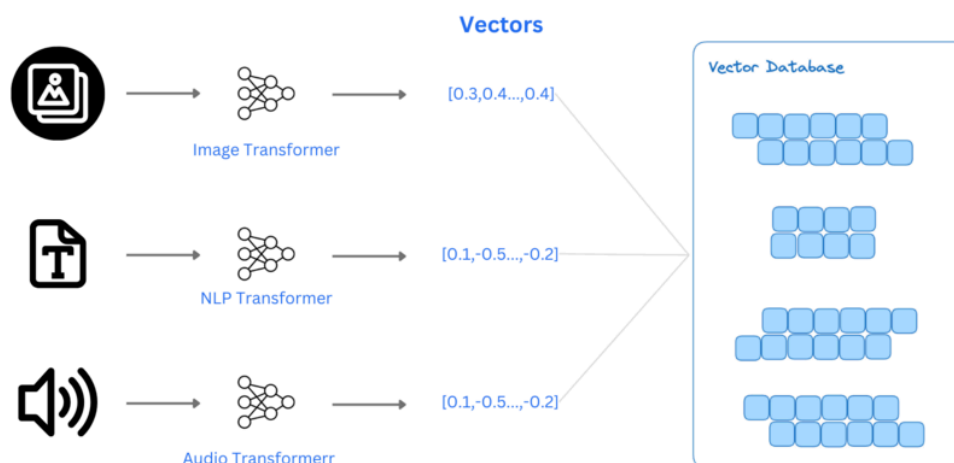 Vectors
Vector Database
[0.3,0.4...,0.4]
Image Transformer
T
[0.1,-0.5...,-0.2]
NLP Transformer
[0.1,-0.5...,-0.2]
Audio Transformerr